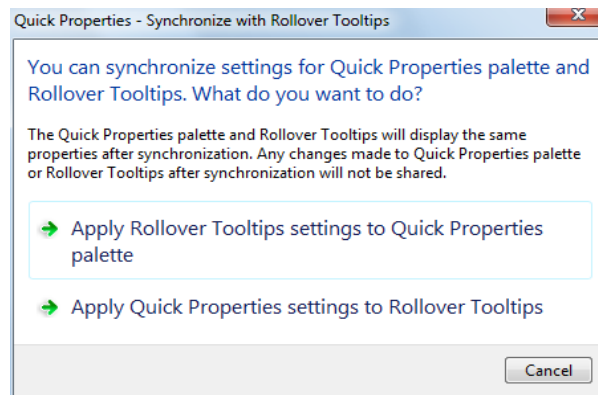 Quick Properties - Synchronize with Rollover Tooltips
You can synchronize settings for Quick Properties palette and
Rollover Tooltips. What do you want to do?
The Quick Properties palette and Rollover Tooltips will display the same
properties after synchronization. Any changes made to Quick Properties palette
or Rollover Tooltips after synchronization will not be shared.
Apply Rollover Tooltips settings to Quick Properties
palette
Apply Quick Properties settings to Rollover Tooltips
Cancel